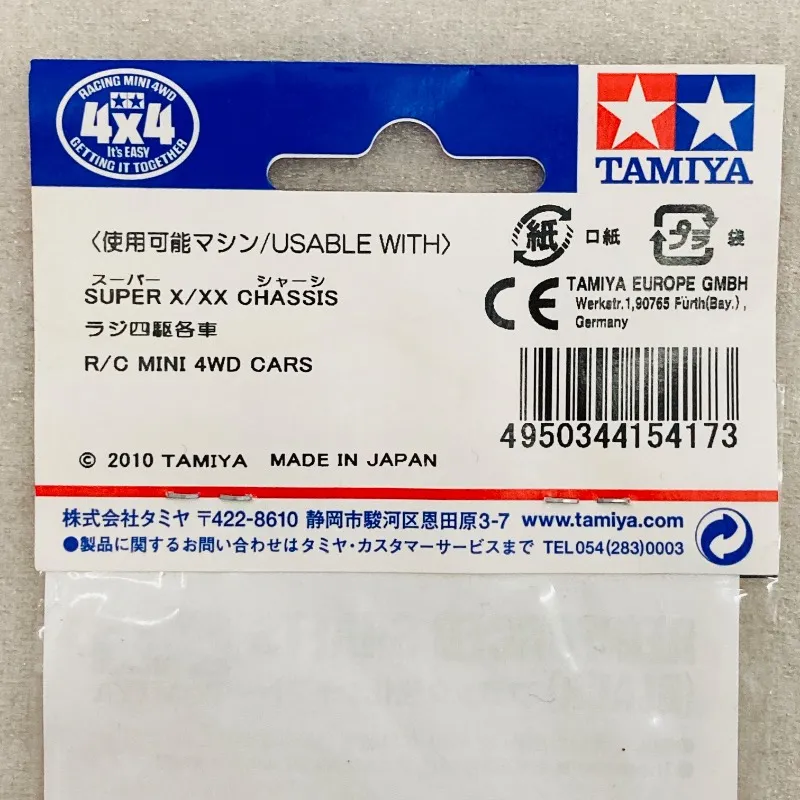 RACING MINI 4WD
4x4
It's EASY
GETTING IT TOGETHER
TAMIYA
〈使用可能マシン/USABLE WITH〉
スーパー シャーシ
SUPER X/XX CHASSIS
ラジ四駆各車
R/C MINI 4WD CARS
© 2010 TAMIYA MADE IN JAPAN
紙 口紙 プラ 袋
CE TAMIYA EUROPE GMBH
Werkstr.1,90765 Fürth(Bay.),
Germany
4950344154173
株式会社タミヤ 〒422-8610 静岡市駿河区恩田原3-7 www.tamiya.com
●製品に関するお問い合わせはタミヤ・カスタマーサービスまで TEL054(283)0003